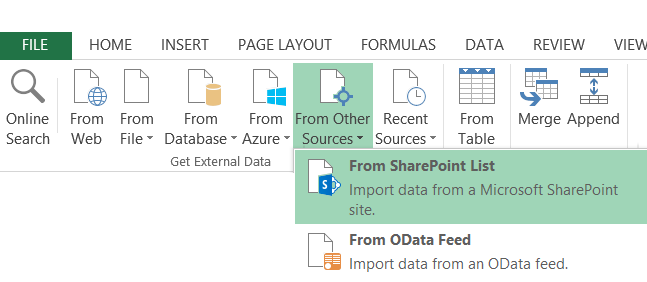 FILE HOME INSERT PAGE LAYOUT FORMULAS DATA REVIEW VIEW
Online Search
From Web
From File
From Database
From Azure
From Other Sources
Recent Sources
From Table
Merge
Append
Get External Data
From SharePoint List
Import data from a Microsoft SharePoint
site.
From OData Feed
Import data from an OData feed.